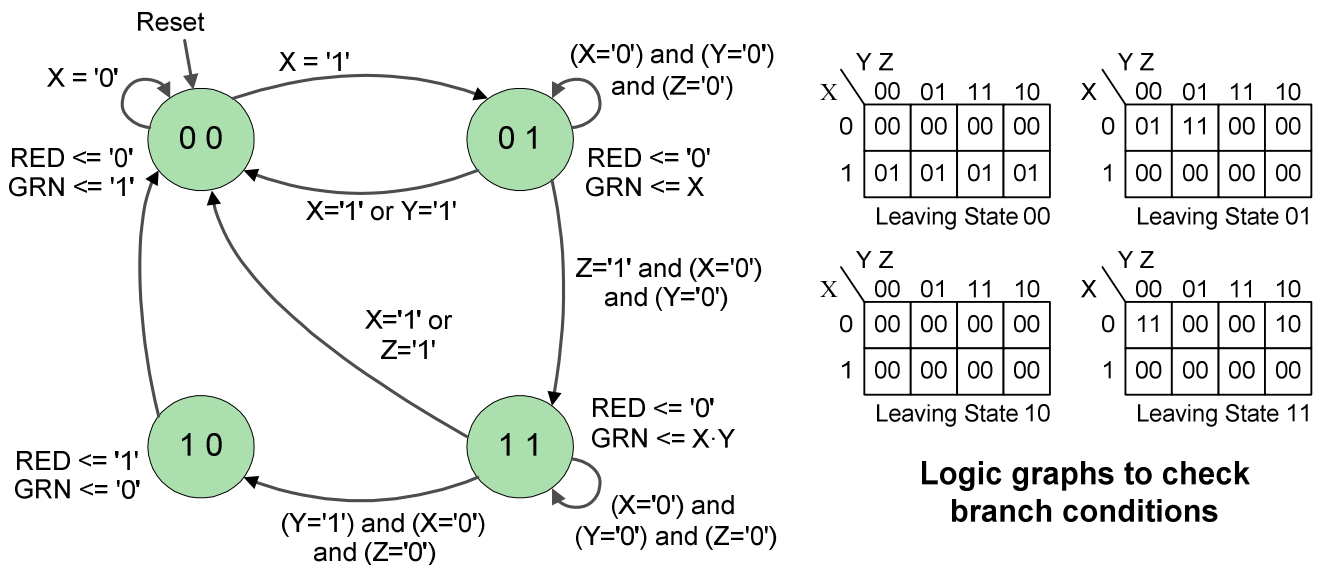 Reset
X = '0'
X = '1'
(X='0') and (Y='0')
and (Z='0')
0 0
0 1
RED <= '0'
GRN <= '1'
RED <= '0'
GRN <= X
X='1' or Y='1'
Z='1' and (X='0')
and (Y='0')
X='1' or
Z='1'
1 0
1 1
RED <= '0'
GRN <= X·Y
RED <= '1'
GRN <= '0'
(Y='1') and (X='0')
and (Z='0')
(X='0') and
(Y='0') and (Z='0')
Y Z
X 00 01 11 10
0 00 00 00 00
1 01 01 01 01
Leaving State 00
Y Z
X 00 01 11 10
0 01 11 00 00
1 00 00 00 00
Leaving State 01
Y Z
X 00 01 11 10
0 00 00 00 00
1 00 00 00 00
Leaving State 10
Y Z
X 00 01 11 10
0 11 00 00 10
1 00 00 00 00
Leaving State 11
Logic graphs to check
branch conditions